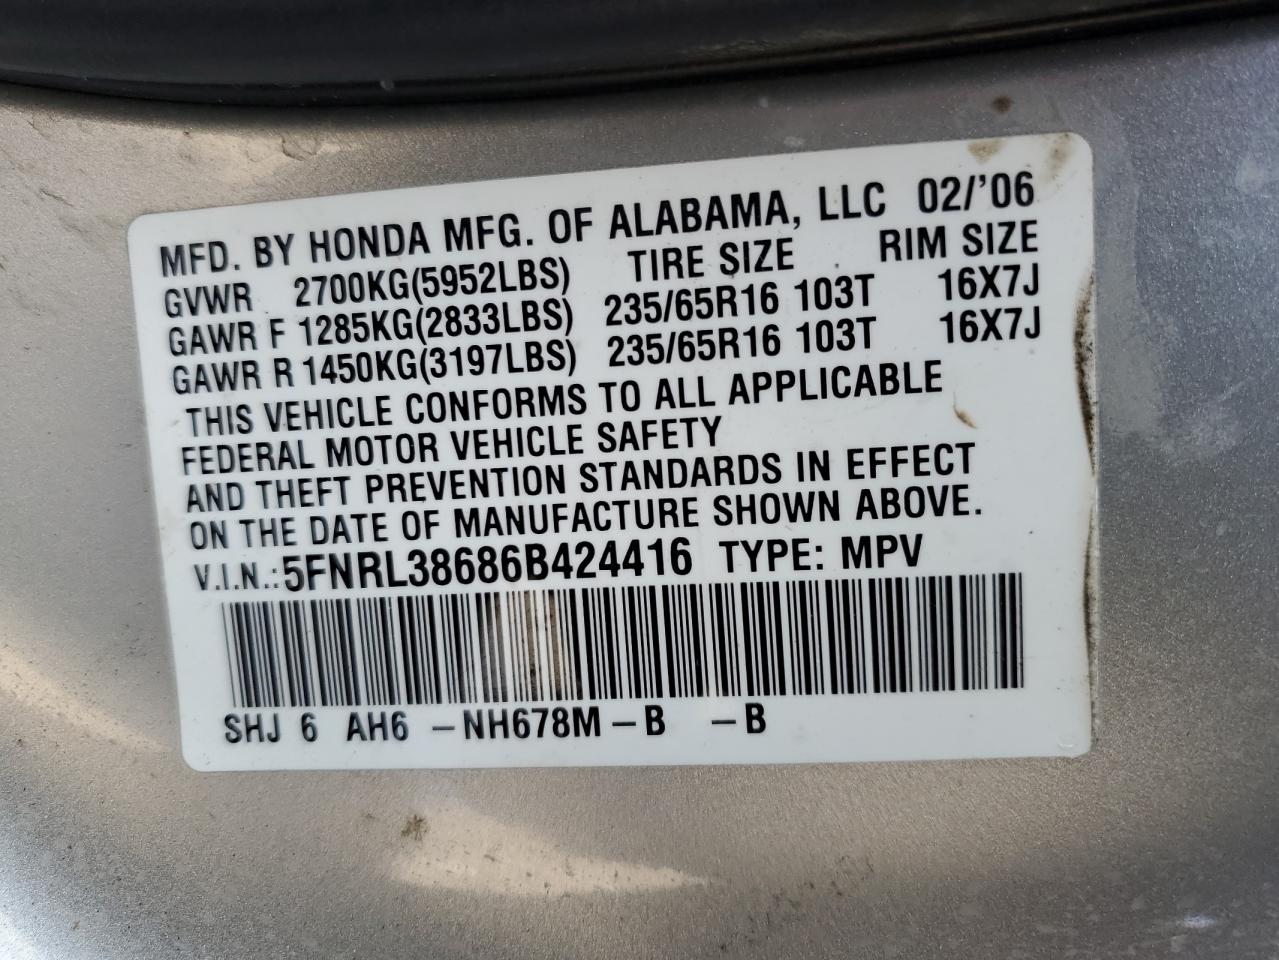 MFD. BY HONDA MFG. OF ALABAMA, LLC 02/'06
GVWR 2700KG(5952LBS) TIRE SIZE RIM SIZE
GAWR F 1285KG(2833LBS) 235/65R16 103T 16X7J
GAWR R 1450KG(3197LBS) 235/65R16 103T 16X7J
THIS VEHICLE CONFORMS TO ALL APPLICABLE
FEDERAL MOTOR VEHICLE SAFETY
AND THEFT PREVENTION STANDARDS IN EFFECT
ON THE DATE OF MANUFACTURE SHOWN ABOVE.
V.I.N.: 5FNRL38686B424416 TYPE: MPV
SHJ 6 AH6 –NH678M–B –B